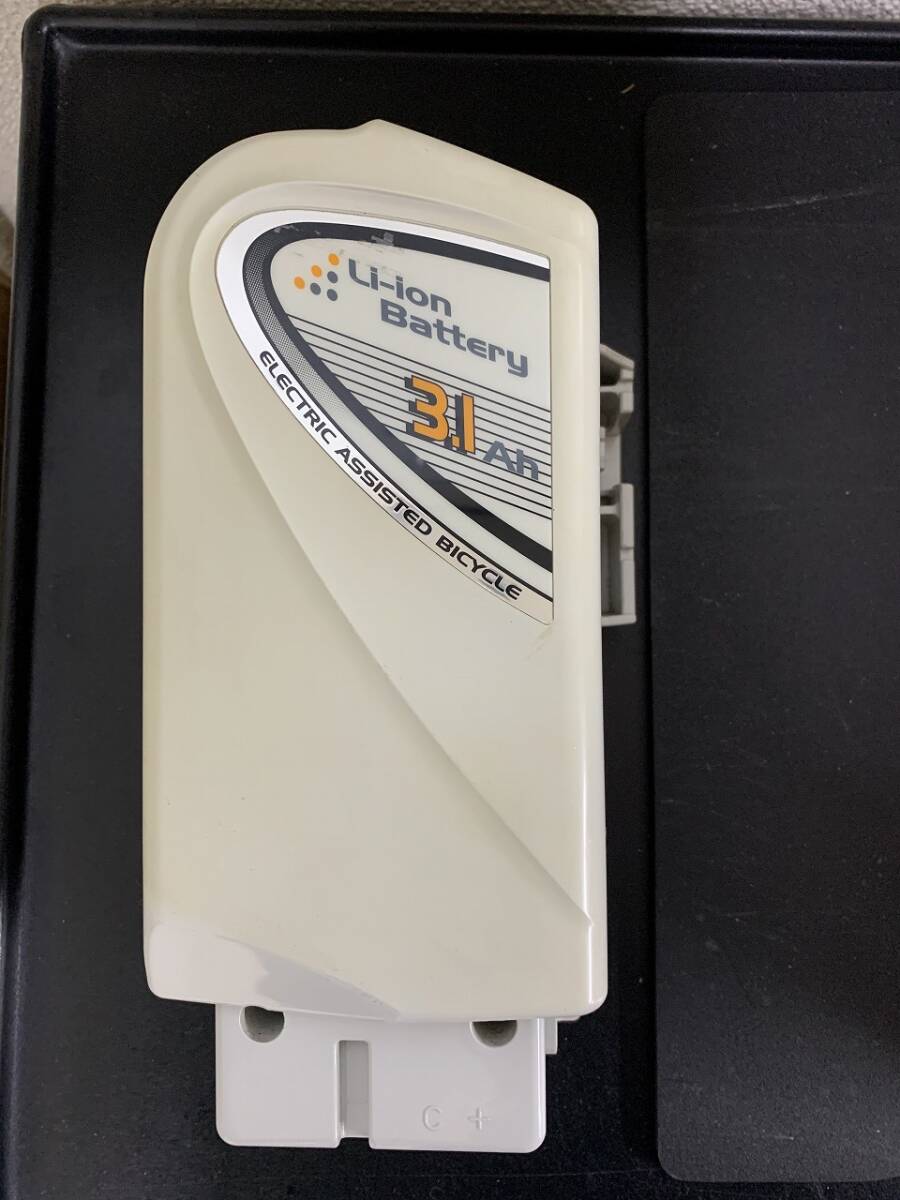 Li-ion
Battery
3.1 Ah
ELECTRIC ASSISTED BICYCLE
C +